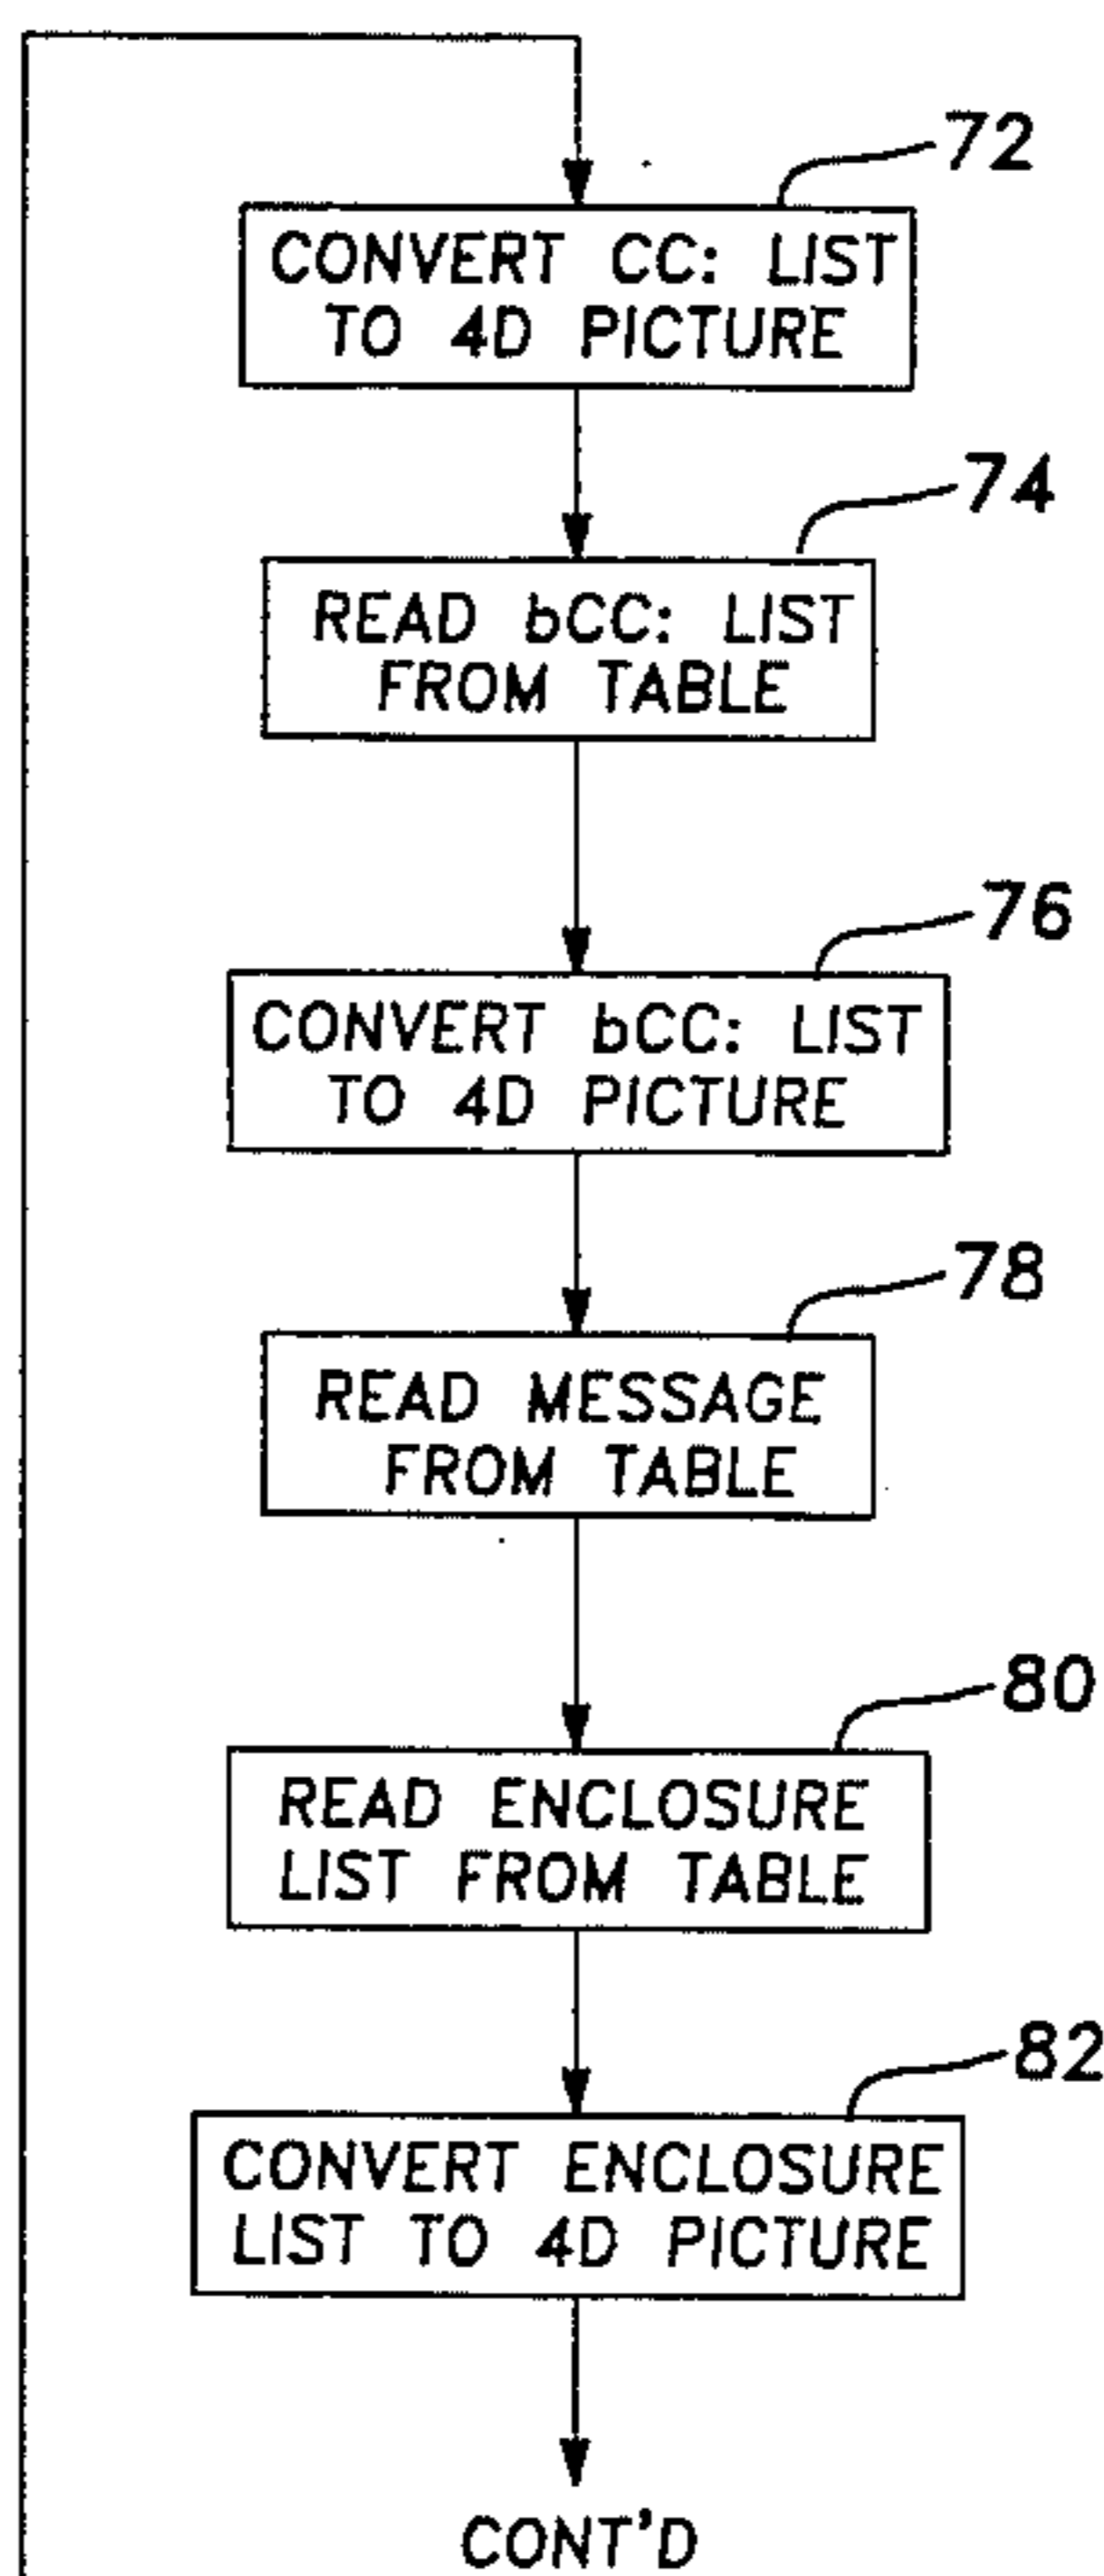 72
CONVERT CC: LIST
TO 4D PICTURE
74
READ bCC: LIST
FROM TABLE
76
CONVERT bCC: LIST
TO 4D PICTURE
78
READ MESSAGE
FROM TABLE
80
READ ENCLOSURE
LIST FROM TABLE
82
CONVERT ENCLOSURE
LIST TO 4D PICTURE
CONT'D